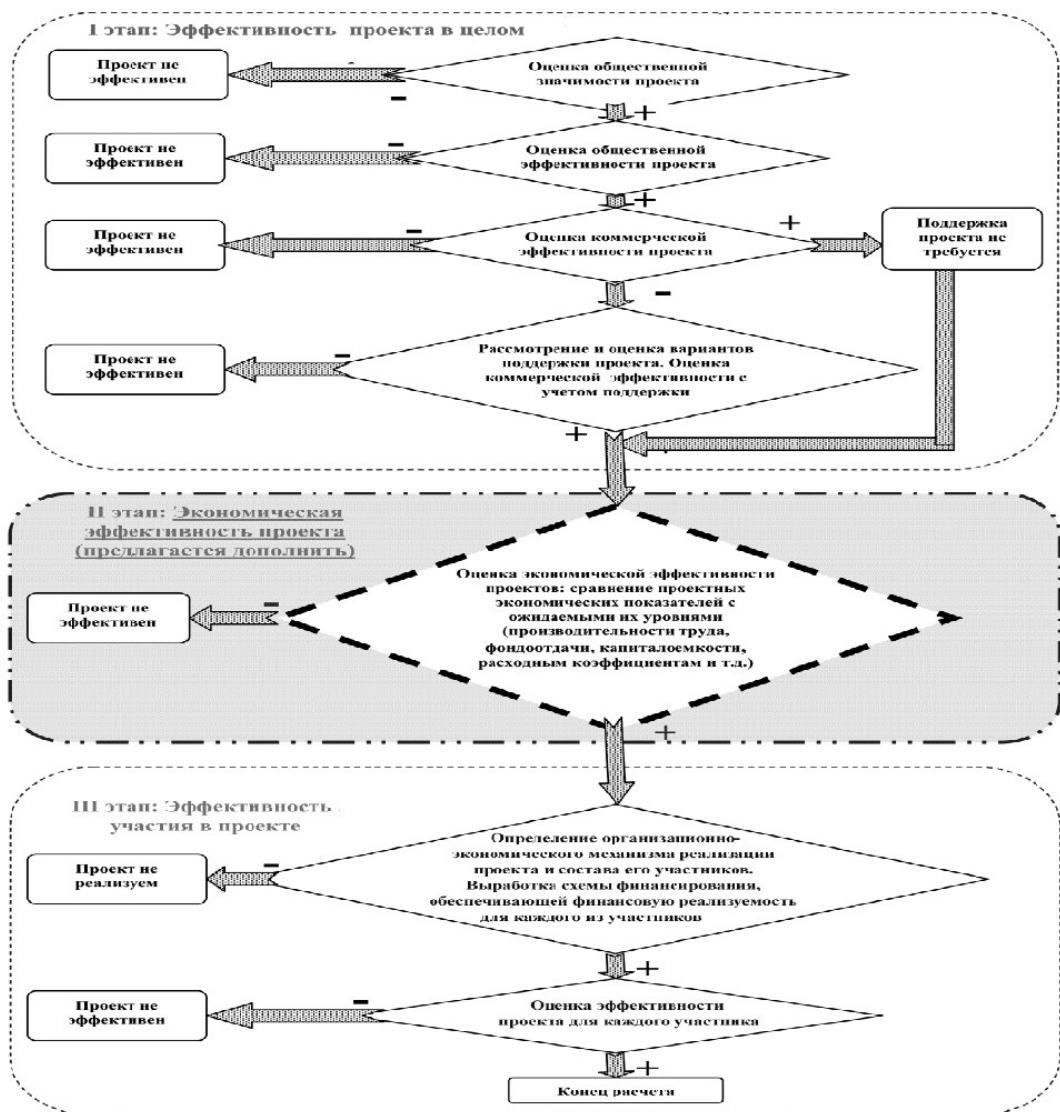 I этап: Эффективность проекта в целом
Проект не
эффективен
Оценка общественной
значимости проекта
–
+
Проект не
эффективен
–
Оценка общественной
эффективности проекта
+
Проект не
эффективен
–
Оценка коммерческой
эффективности проекта
+
Поддержка
проекта не
требуется
–
Проект не
эффективен
–
Рассмотрение и оценка вариантов
поддержки проекта. Оценка
коммерческой эффективности с
учетом поддержки
+
II этап: Экономическая
эффективность проекта
(предлагается дополнить)
Проект не
эффективен
–
Оценка экономической эффективности
проектов: сравнение проектных
экономических показателей с
ожидаемыми их уровнями
(производительности труда,
фондоотдачи, капиталоемкости,
расходным коэффициентам и т.д.)
+
III этап: Эффективность
участия в проекте
Проект не
реализуем
–
Определение организационно-
экономического механизма реализации
проекта и состава его участников.
Выработка схемы финансирования,
обеспечивающей финансовую реализуемость
для каждого из участников
+
Проект не
эффективен
–
Оценка эффективности
проекта для каждого участника
+
Конец расчета